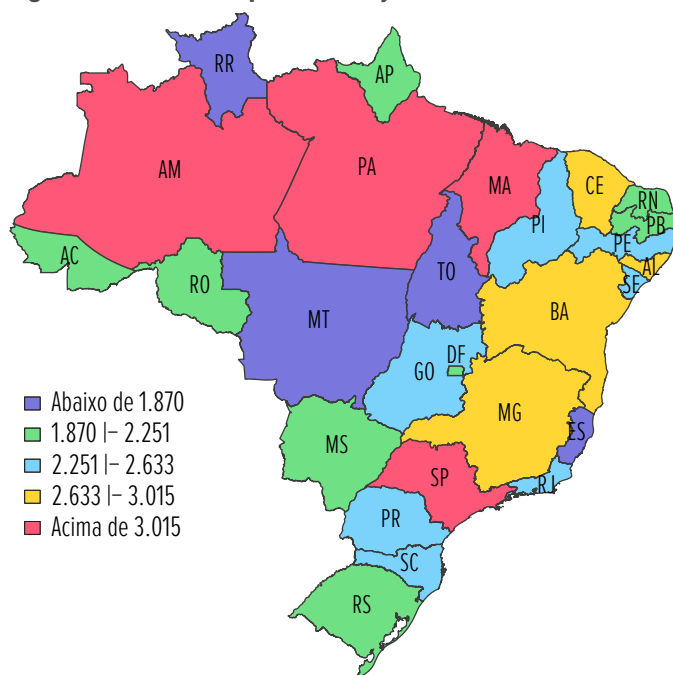 RR
AP
AM
PA
MA
CE
RN
PB
PI
PE
AL
SE
AC
RO
TO
MT
BA
DF
GO
MG
ES
MS
SP
RJ
PR
SC
RS
Abaixo de 1.870
1.870 |– 2.251
2.251 |– 2.633
2.633 |– 3.015
Acima de 3.015